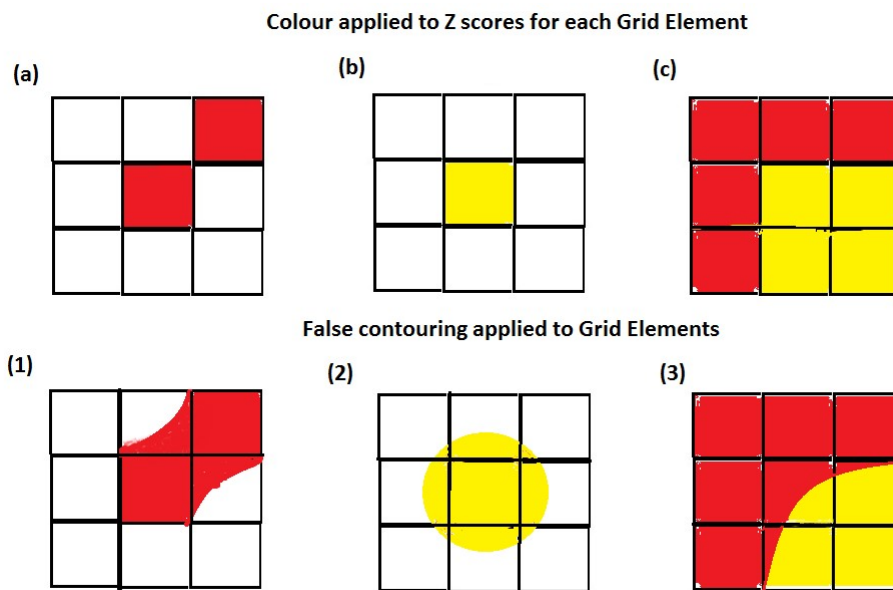 Colour applied to Z scores for each Grid Element
(a)
(b)
(c)
False contouring applied to Grid Elements
(1)
(2)
(3)